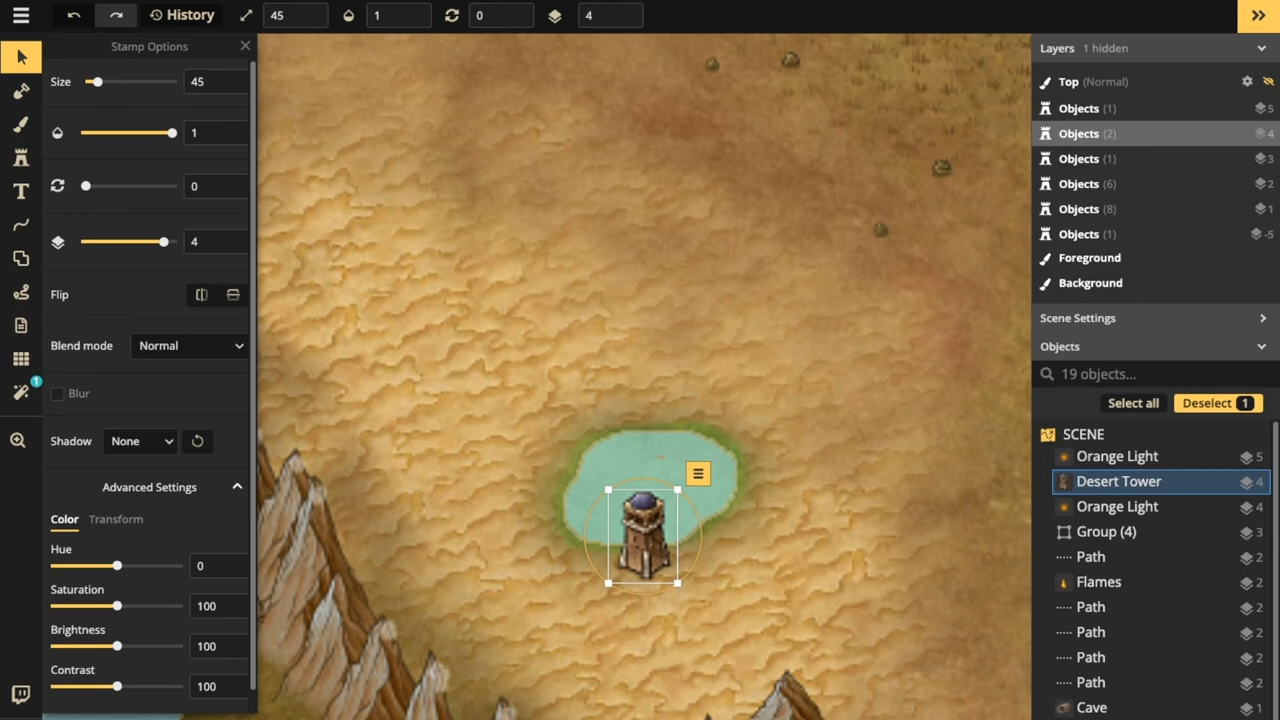 History 45 1 0 4
Stamp Options
Size 45
1
0
4
Flip
Blend mode Normal
Blur
Shadow None
Advanced Settings
Color Transform
Hue
0
Saturation
100
Brightness
100
Contrast
100
1
T
Layers 1 hidden
Top (Normal)
Objects (1) 5
Objects (2) 4
Objects (1) 3
Objects (6) 2
Objects (8) 1
Objects (1) -5
Foreground
Background
Scene Settings
Objects
19 objects...
Select all Deselect 1
SCENE
Orange Light 5
Desert Tower 4
Orange Light 4
Group (4) 3
Path 2
Flames 2
Path 2
Path 2
Path 2
Path 2
Cave 1